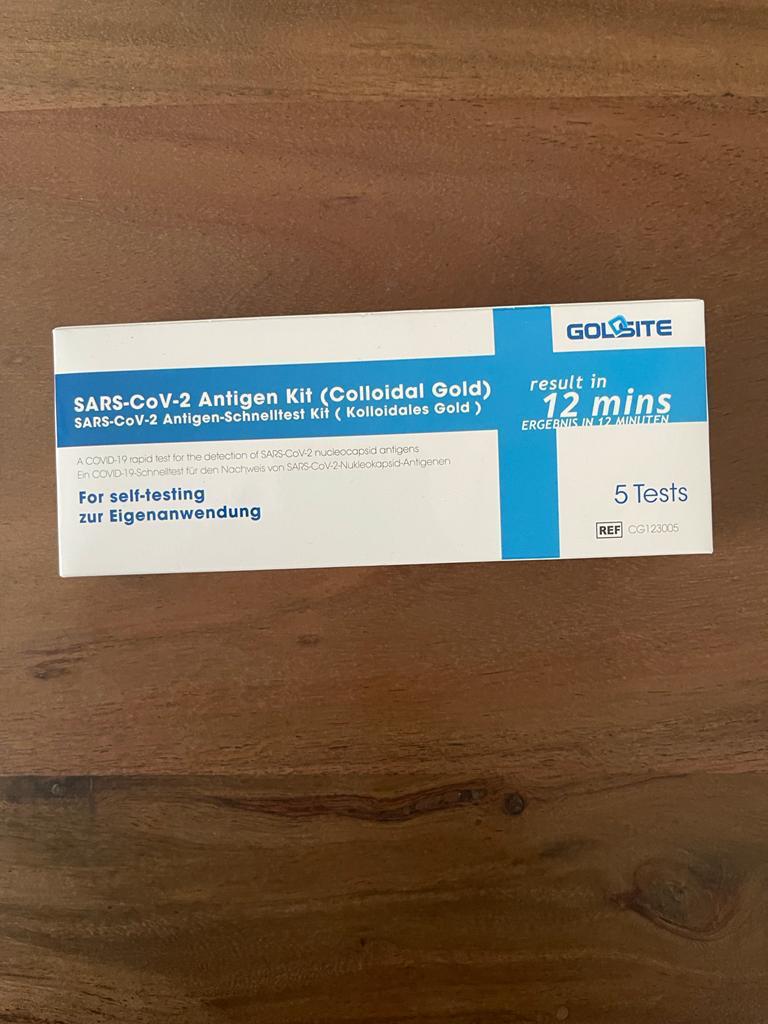 GOLDSITE
SARS-CoV-2 Antigen Kit (Colloidal Gold)
SARS-CoV-2 Antigen-Schnelltest Kit ( Kolloidales Gold )
result in
12 mins
ERGEBNIS IN 12 MINUTEN
A COVID-19 rapid test for the detection of SARS-CoV-2 nucleocapsid antigens
Ein COVID-19-Schnelltest für den Nachweis von SARS-CoV-2-Nukleokapsid-Antigenen
For self-testing
zur Eigenanwendung
5 Tests
REF CG123005